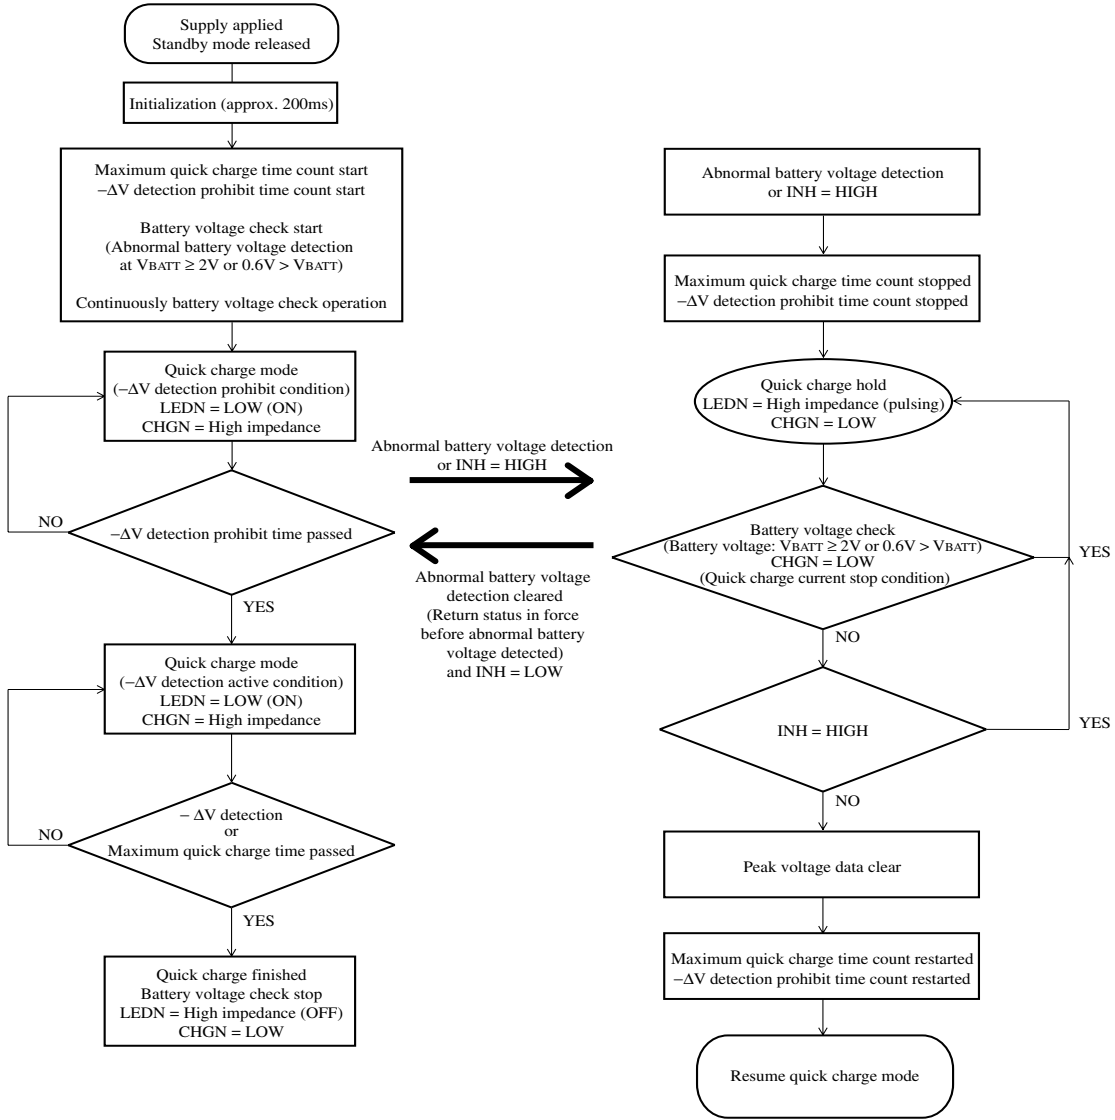 Supply applied
Standby mode released
Initialization (approx. 200ms)
Maximum quick charge time count start
−ΔV detection prohibit time count start
Battery voltage check start
(Abnormal battery voltage detection
at VBATT ≥ 2V or 0.6V > VBATT)
Continuously battery voltage check operation
Quick charge mode
(−ΔV detection prohibit condition)
LEDN = LOW (ON)
CHGN = High impedance
NO
−ΔV detection prohibit time passed
YES
Quick charge mode
(−ΔV detection active condition)
LEDN = LOW (ON)
CHGN = High impedance
− ΔV detection
or
NO
Maximum quick charge time passed
YES
Quick charge finished
Battery voltage check stop
LEDN = High impedance (OFF)
CHGN = LOW
Abnormal battery voltage detection
or INH = HIGH
Abnormal battery voltage
detection cleared
(Return status in force
before abnormal battery
voltage detected)
and INH = LOW
Abnormal battery voltage detection
or INH = HIGH
Maximum quick charge time count stopped
−ΔV detection prohibit time count stopped
Quick charge hold
LEDN = High impedance (pulsing)
CHGN = LOW
Battery voltage check
(Battery voltage: VBATT ≥ 2V or 0.6V > VBATT)
CHGN = LOW
(Quick charge current stop condition)
YES
NO
INH = HIGH
YES
NO
Peak voltage data clear
Maximum quick charge time count restarted
−ΔV detection prohibit time count restarted
Resume quick charge mode